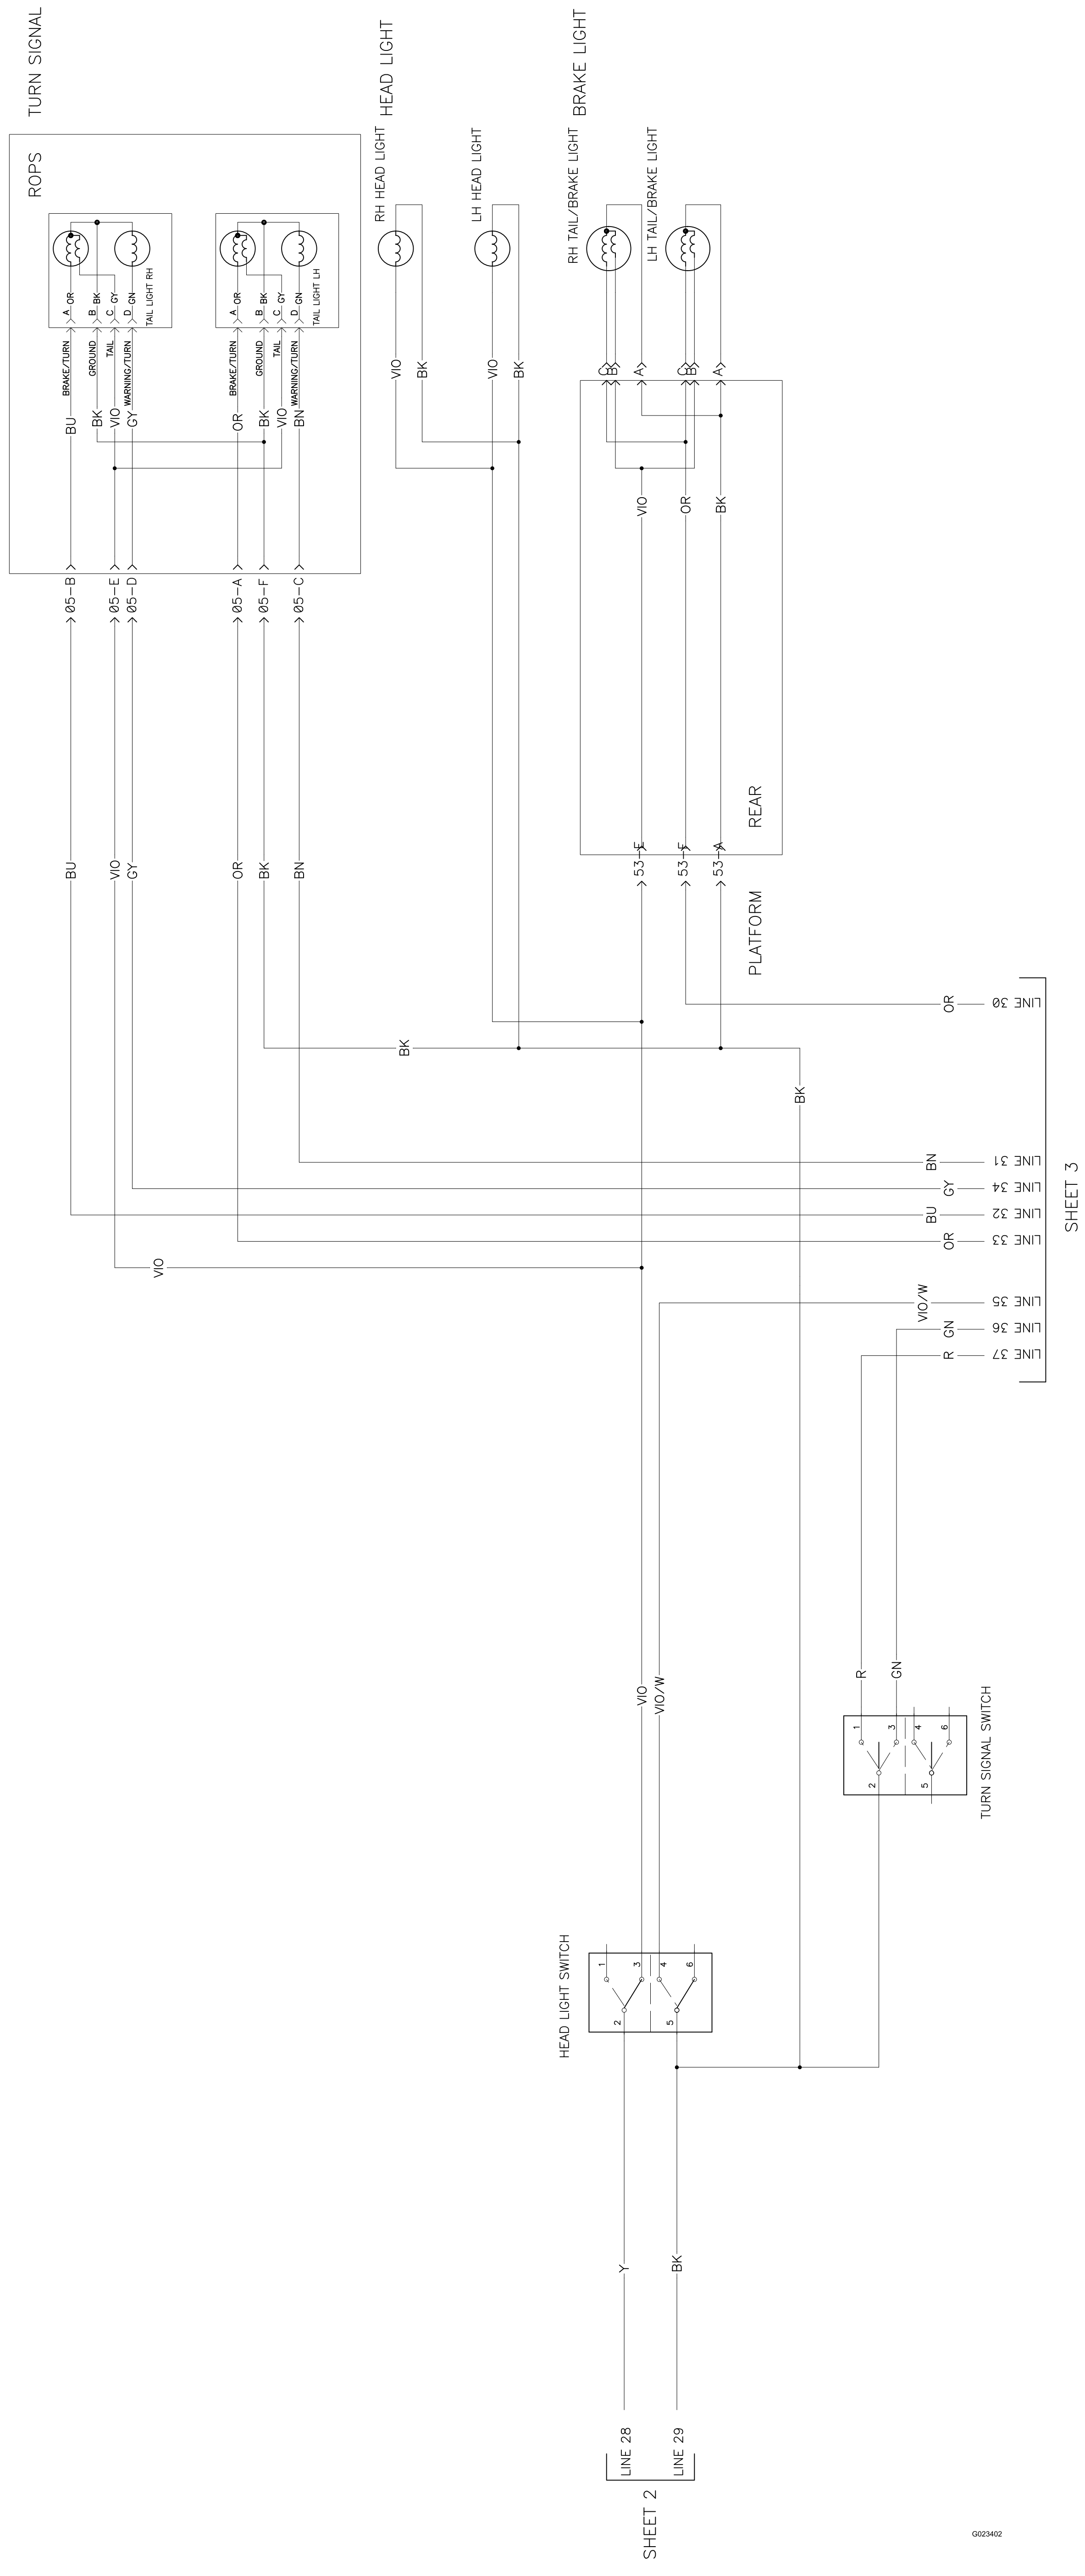 TURN SIGNAL
ROPS
A OR
B BK
C GY
D GN
TAIL LIGHT RH
BRAKE/TURN
GROUND
TAIL
WARNING/TURN
BU
BK
VIO
GY
A OR
B BK
C GY
D GN
TAIL LIGHT LH
BRAKE/TURN
GROUND
TAIL
WARNING/TURN
OR
BK
VIO
BN
05-B
05-E
05-D
05-A
05-F
05-C
BU
VIO
GY
OR
BK
BN
HEAD LIGHT
RH HEAD LIGHT
LH HEAD LIGHT
VIO
BK
VIO
BK
BRAKE LIGHT
RH TAIL/BRAKE LIGHT
LH TAIL/BRAKE LIGHT
C
B
A
C
B
A
VIO
OR
BK
REAR
53-E
53-F
53-A
PLATFORM
BK
BK
VIO
OR
LINE 30
BN
LINE 31
GY
LINE 34
BU
LINE 32
OR
LINE 33
VIO/W
LINE 35
GN
LINE 36
R
LINE 37
SHEET 3
VIO
VIO/W
R
GN
1
3
4
6
2
5
TURN SIGNAL SWITCH
HEAD LIGHT SWITCH
1
3
4
6
2
5
Y
BK
LINE 28
LINE 29
SHEET 2
G023402